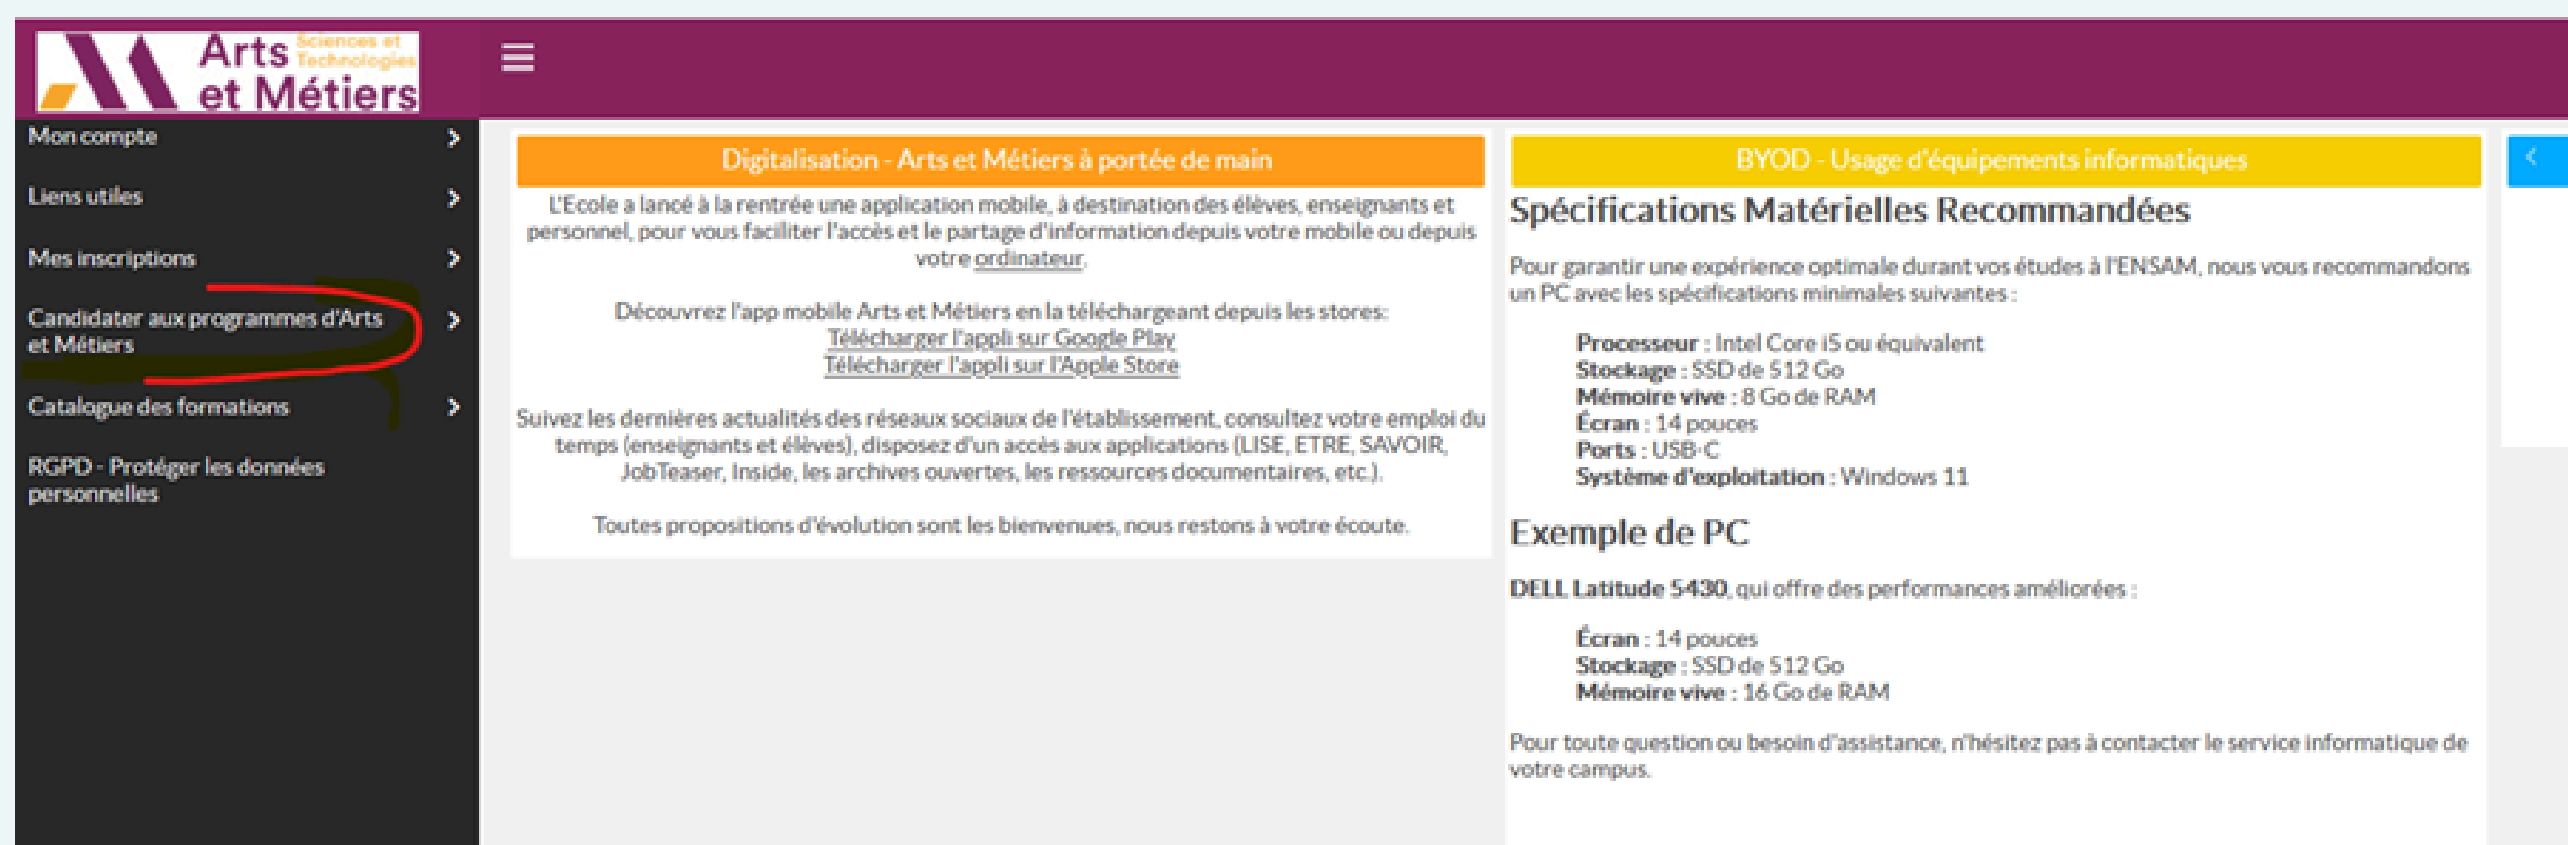 Arts Sciences et
Technologies
et Métiers
Mon compte
Liens utiles
Mes inscriptions
Candidater aux programmes d'Arts
et Métiers
Catalogue des formations
RGPD - Protéger les données
personnelles
Digitalisation - Arts et Métiers à portée de main
L'Ecole a lancé à la rentrée une application mobile, à destination des élèves, enseignants et
personnel, pour vous faciliter l'accès et le partage d'information depuis votre mobile ou depuis
votre ordinateur.
Découvrez l'app mobile Arts et Métiers en la téléchargeant depuis les stores:
Télécharger l'appli sur Google Play
Télécharger l'appli sur l'Apple Store
Suivez les dernières actualités des réseaux sociaux de l'établissement, consultez votre emploi du
temps (enseignants et élèves), disposez d'un accès aux applications (LISE, ETRE, SAVOIR,
JobTeaser, Inside, les archives ouvertes, les ressources documentaires, etc.).
Toutes propositions d'évolution sont les bienvenues, nous restons à votre écoute.
BYOD - Usage d'équipements informatiques
Spécifications Matérielles Recommandées
Pour garantir une expérience optimale durant vos études à l'ENSAM, nous vous recommandons
un PC avec les spécifications minimales suivantes :
Processeur : Intel Core i5 ou équivalent
Stockage : SSD de 512 Go
Mémoire vive : 8 Go de RAM
Écran : 14 pouces
Ports : USB-C
Système d'exploitation : Windows 11
Exemple de PC
DELL Latitude 5430, qui offre des performances améliorées :
Écran : 14 pouces
Stockage : SSD de 512 Go
Mémoire vive : 16 Go de RAM
Pour toute question ou besoin d'assistance, n'hésitez pas à contacter le service informatique de
votre campus.